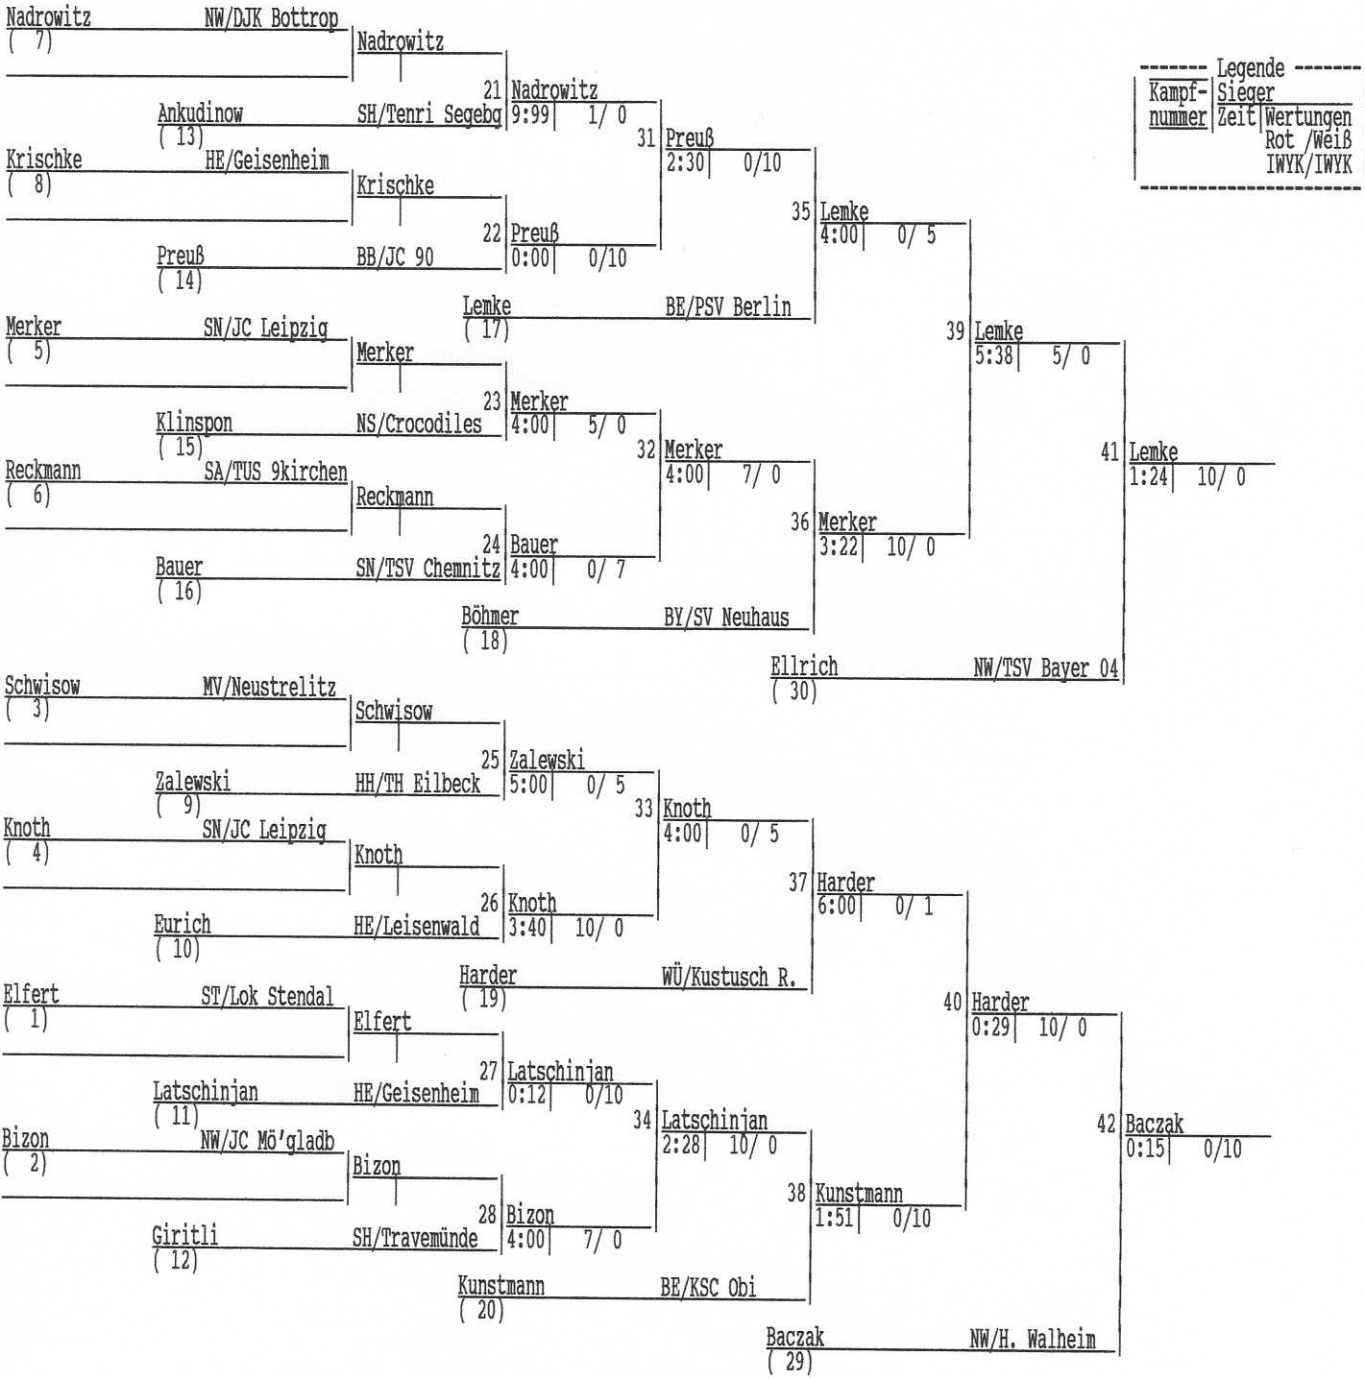 Nadrowitz NW/DJK Bottrop
( 7) Nadrowitz
------- Legende -------
Kampf- Sieger
nummer Zeit Wertungen
Rot /Weiß
IWYK/IWYK
-----------------------
21 Nadrowitz
Ankudinow SH/Tenri Segebg 9:99 1/ 0
( 13)
31 Preuß
2:30 0/10
Krischke HE/Geisenheim
( 8) Krischke
35 Lemke
4:00 0/ 5
22 Preuß
Preuß BB/JC 90 0:00 0/10
( 14)
Lemke BE/PSV Berlin
( 17)
Merker SN/JC Leipzig
( 5) Merker
39 Lemke
5:38 5/ 0
23 Merker
Klinspon NS/Crocodiles 4:00 5/ 0
( 15)
32 Merker
4:00 7/ 0
41 Lemke
1:24 10/ 0
Reckmann SA/TUS 9kirchen
( 6) Reckmann
36 Merker
3:22 10/ 0
24 Bauer
Bauer SN/TSV Chemnitz 4:00 0/ 7
( 16)
Böhmer BY/SV Neuhaus
( 18)
Ellrich NW/TSV Bayer 04
( 30)
Schwisow MV/Neustrelitz
( 3) Schwisow
25 Zalewski
Zalewski HH/TH Eilbeck 5:00 0/ 5
( 9)
33 Knoth
4:00 0/ 5
Knoth SN/JC Leipzig
( 4) Knoth
37 Harder
6:00 0/ 1
26 Knoth
Eurich HE/Leisenwald 3:40 10/ 0
( 10)
Harder WÜ/Kustusch R.
( 19)
Elfert ST/Lok Stendal
( 1) Elfert
40 Harder
0:29 10/ 0
27 Latschinjan
Latschinjan HE/Geisenheim 0:12 0/10
( 11)
34 Latschinjan
2:28 10/ 0
42 Baczak
0:15 0/10
Bizon NW/JC Mö'gladb
( 2) Bizon
38 Kunstmann
1:51 0/10
28 Bizon
Giritli SH/Travemünde 4:00 7/ 0
( 12)
Kunstmann BE/KSC Obi
( 20)
Baczak NW/H. Walheim
( 29)